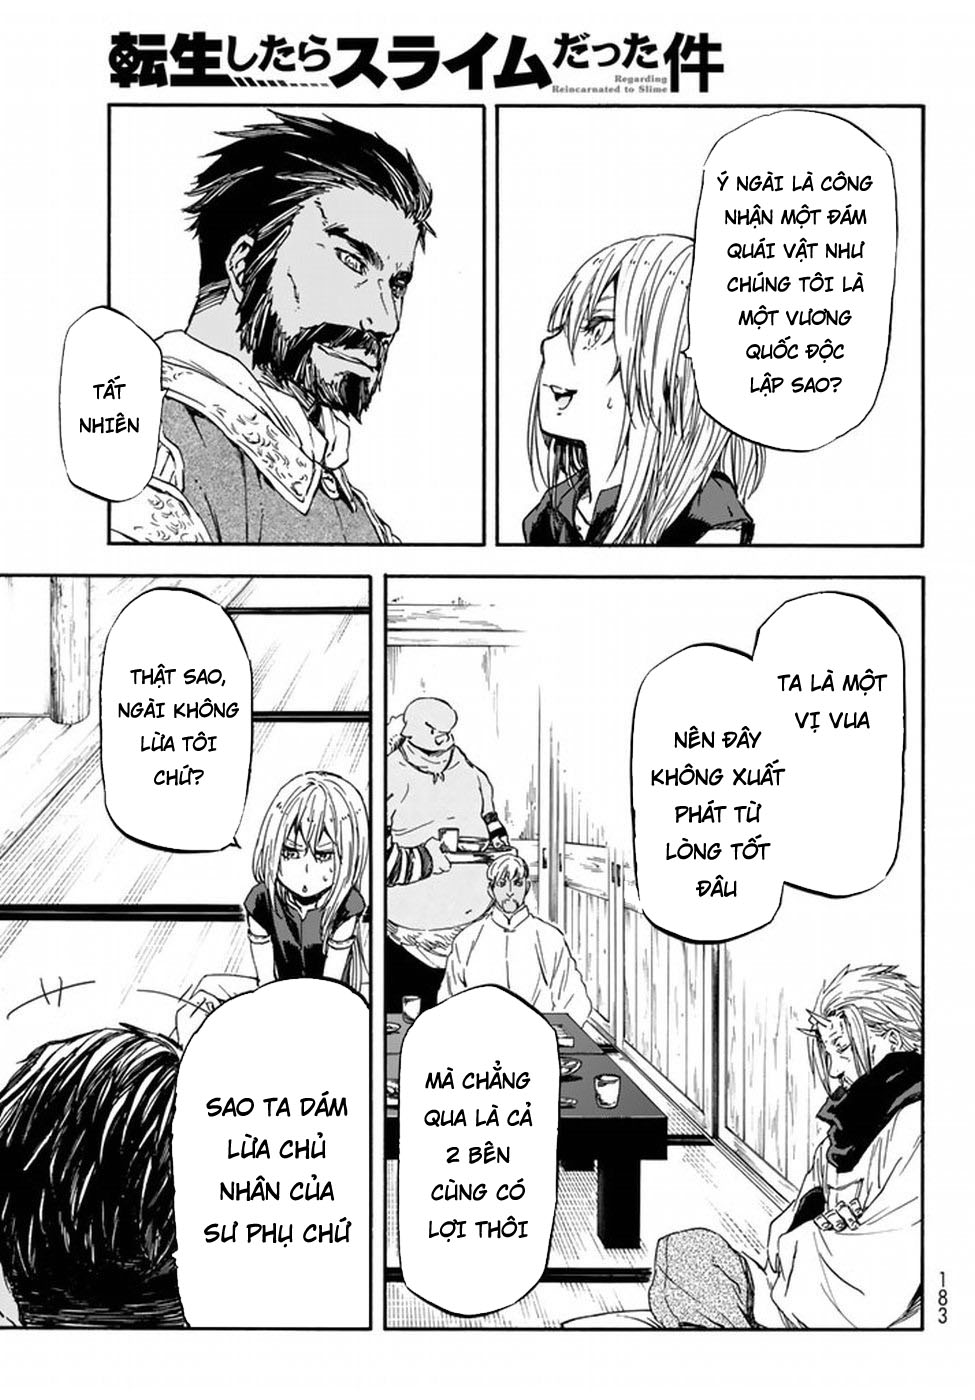 転生したらスライムだった件
Regarding
Reincarnated to Slime
Ý NGÀI LÀ CÔNG
NHẬN MỘT ĐÁM
QUÁI VẬT NHƯ
CHÚNG TÔI LÀ
MỘT VƯƠNG
QUỐC ĐỘC
LẬP SAO?
TẤT
NHIÊN
TA LÀ MỘT
VỊ VUA
NÊN ĐÂY
KHÔNG XUẤT
PHÁT TỪ
LÒNG TỐT
ĐÂU
MÀ CHẲNG
QUA LÀ CẢ
2 BÊN
CÙNG CÓ
LỢI THÔI
THẬT SAO,
NGÀI KHÔNG
LỪA TÔI
CHỨ?
SAO TA DÁM
LỪA CHỦ
NHÂN CỦA
SƯ PHỤ CHỨ
183